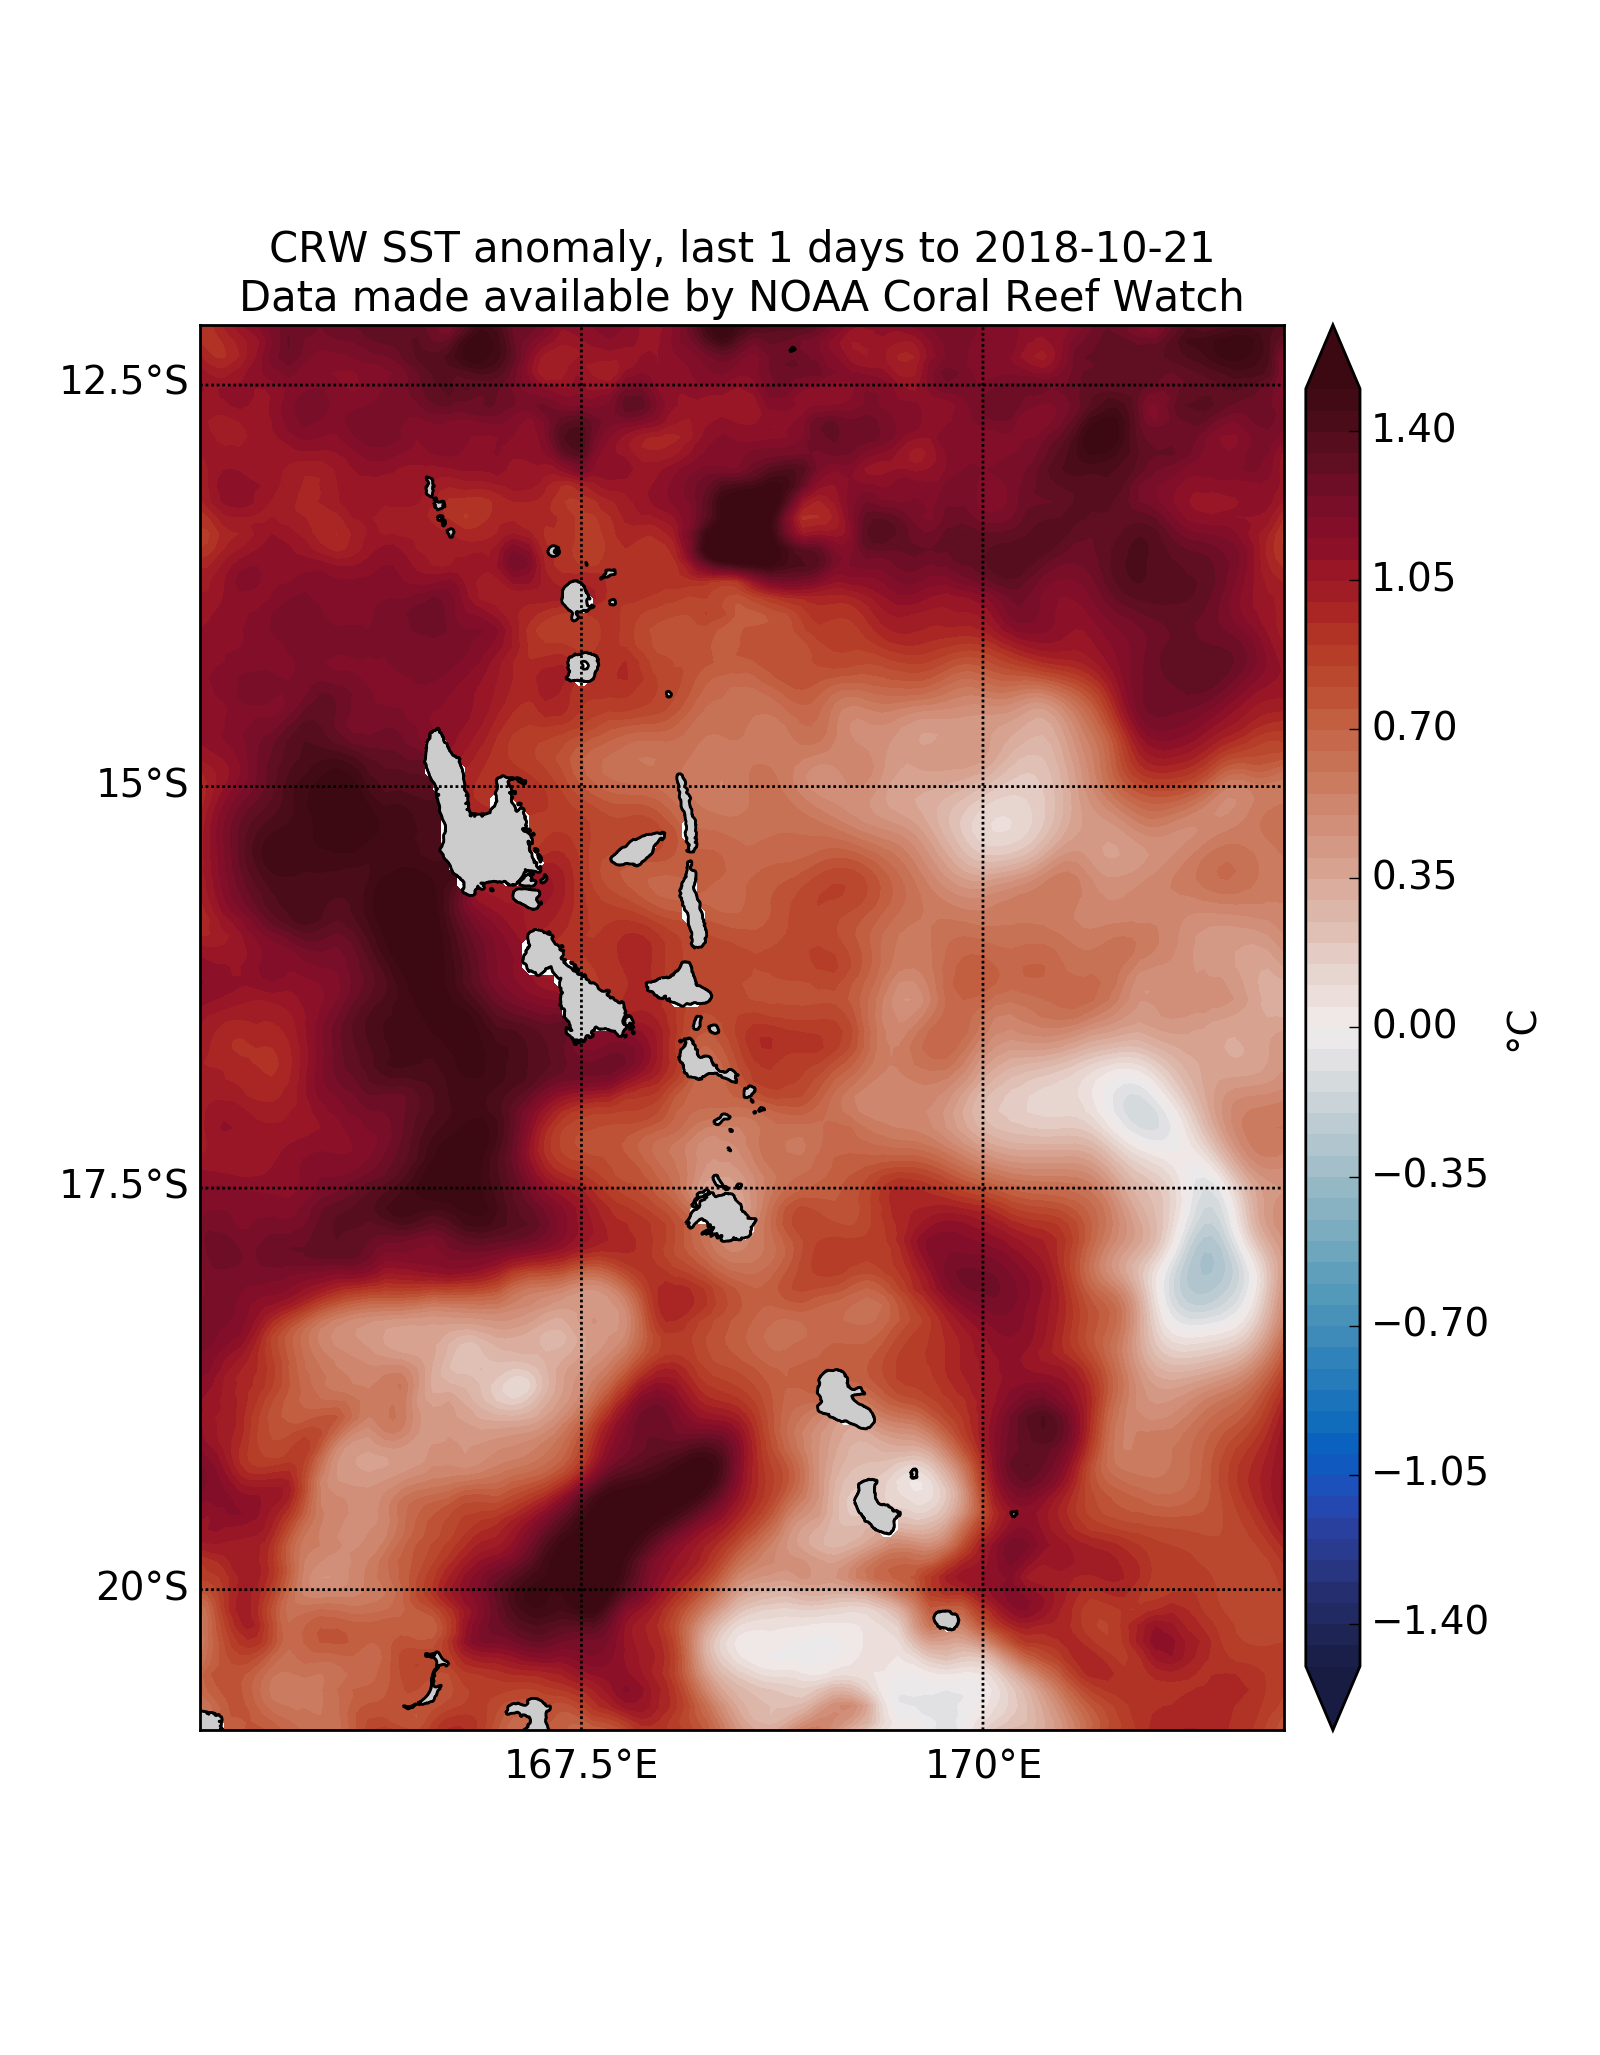 CRW SST anomaly, last 1 days to 2018-10-21
Data made available by NOAA Coral Reef Watch
12.5°S
15°S
17.5°S
20°S
167.5°E
170°E
1.40
1.05
0.70
0.35
0.00
−0.35
−0.70
−1.05
−1.40
°C